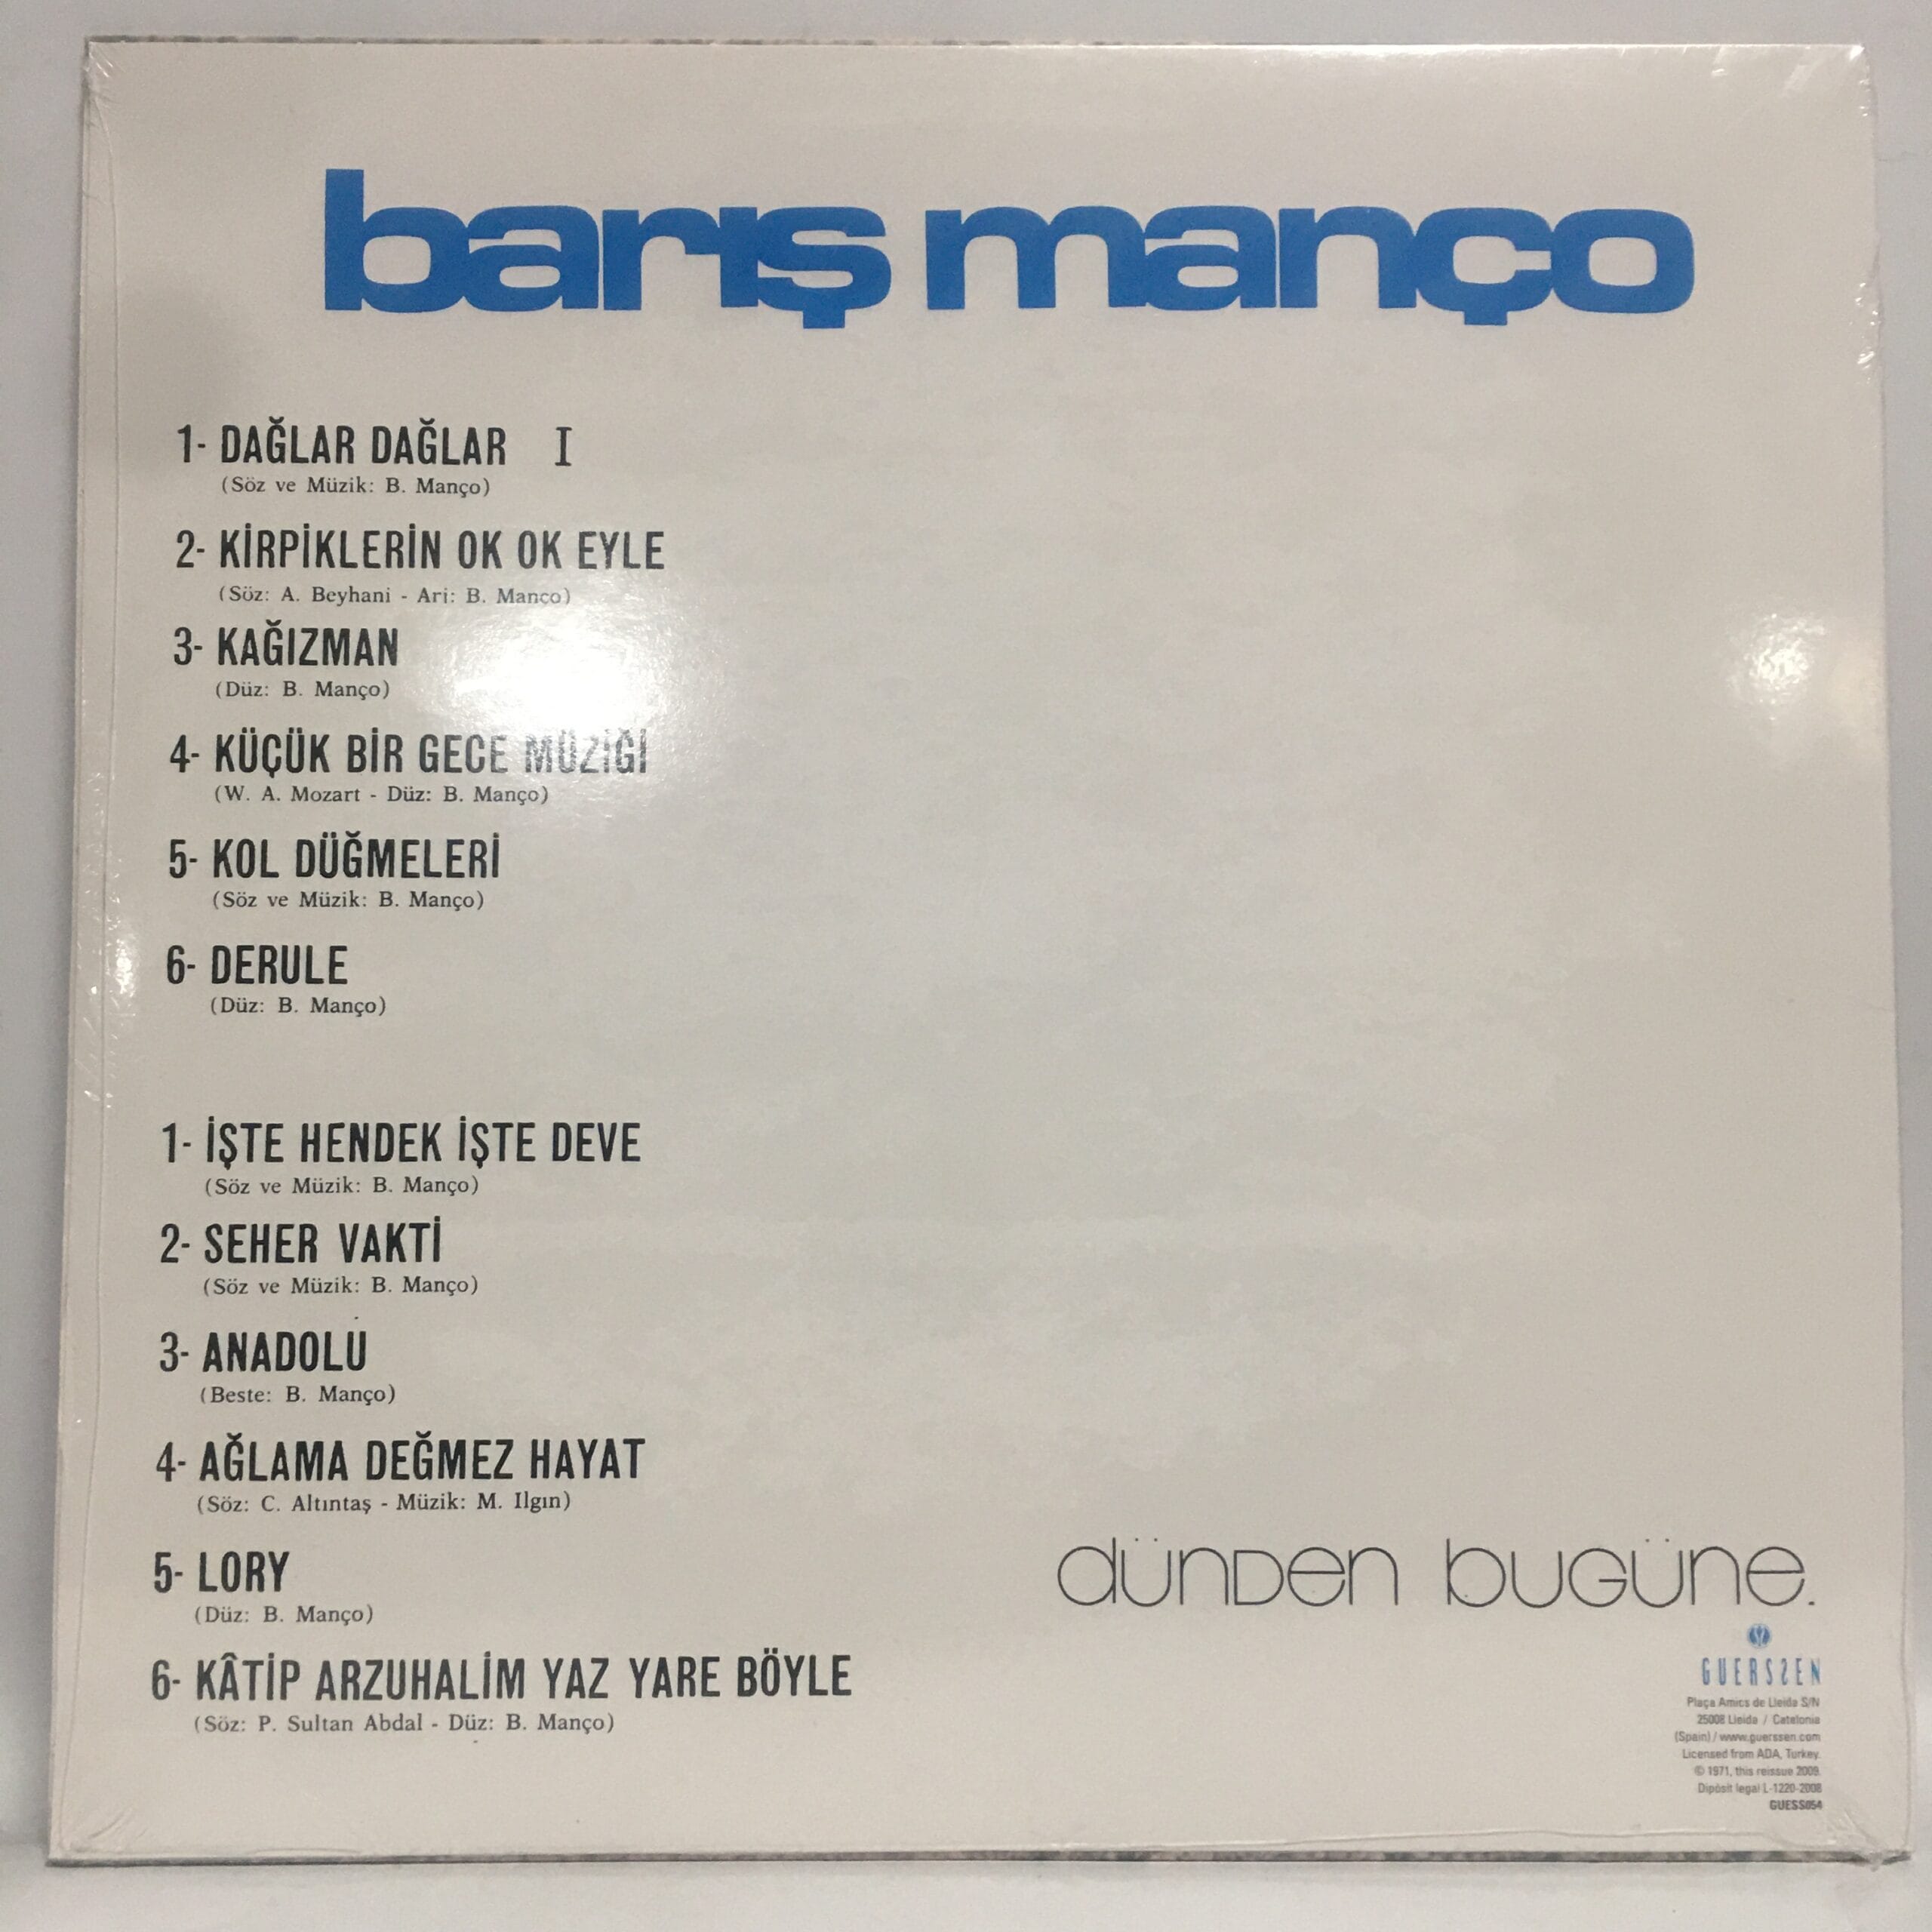 barış manço
1- DAĞLAR DAĞLAR I
(Söz ve Müzik: B. Manço)
2- KİRPİKLERİN OK OK EYLE
(Söz: A. Beyhani - Ari: B. Manço)
3- KAĞIZMAN
(Düz: B. Manço)
4- KÜÇÜK BİR GECE MÜZİĞİ
(W. A. Mozart - Düz: B. Manço)
5- KOL DÜĞMELERİ
(Söz ve Müzik: B. Manço)
6- DERULE
(Düz: B. Manço)
1- İŞTE HENDEK İŞTE DEVE
(Söz ve Müzik: B. Manço)
2- SEHER VAKTİ
(Söz ve Müzik: B. Manço)
3- ANADOLU
(Beste: B. Manço)
4- AĞLAMA DEĞMEZ HAYAT
(Söz: C. Altıntaş - Müzik: M. Ilgın)
5- LORY
(Düz: B. Manço)
6- KÂTİP ARZUHALİM YAZ YARE BÖYLE
(Söz: P. Sultan Abdal - Düz: B. Manço)
dünden bugüne.
GUERSSEN
Plaça Amics de Lleida S/N
25008 Lleida / Catalonia
(Spain) / www.guerssen.com
Licensed from ADA, Turkey.
© 1971, this reissue 2009.
Dipòsit legal L-1220-2008
GUESS054